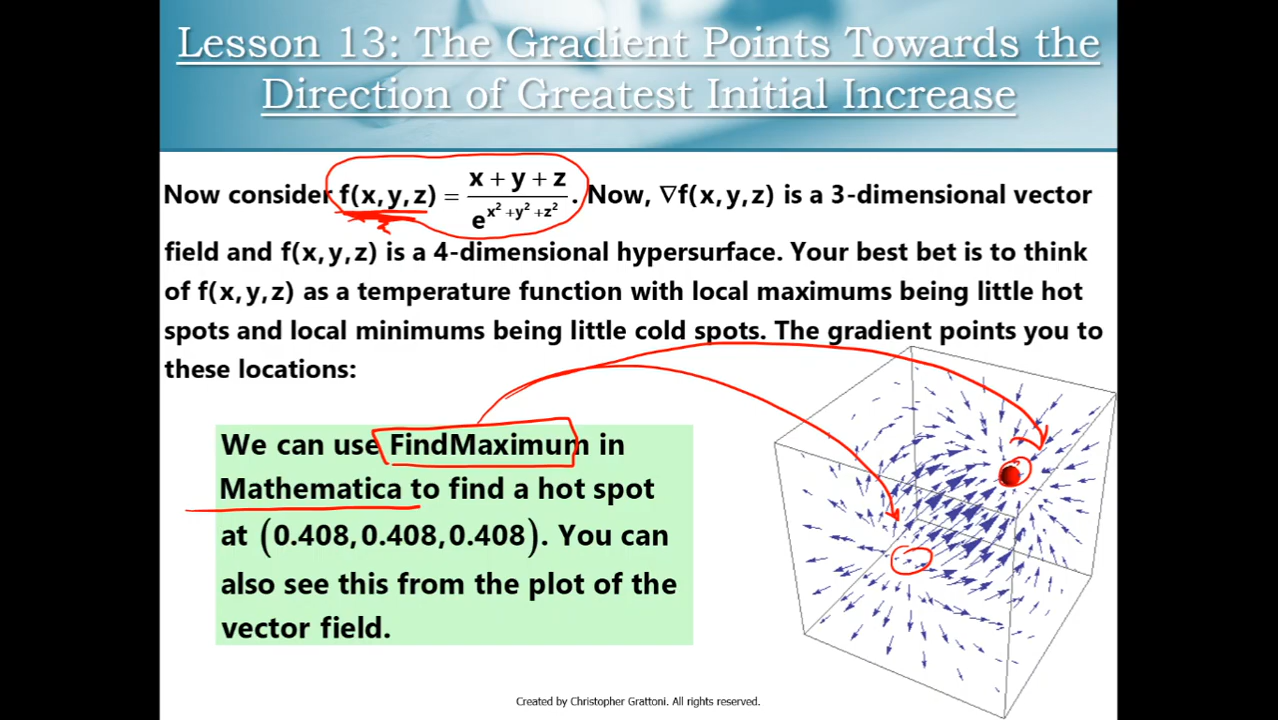 Lesson 13: The Gradient Points Towards the
Direction of Greatest Initial Increase
Now consider f(x,y,z) = (x + y + z)/(e^(x²+y²+z²)). Now, ∇f(x,y,z) is a 3-dimensional vector
field and f(x,y,z) is a 4-dimensional hypersurface. Your best bet is to think
of f(x,y,z) as a temperature function with local maximums being little hot
spots and local minimums being little cold spots. The gradient points you to
these locations:
We can use FindMaximum in
Mathematica to find a hot spot
at (0.408,0.408,0.408). You can
also see this from the plot of the
vector field.
Created by Christopher Grattoni. All rights reserved.